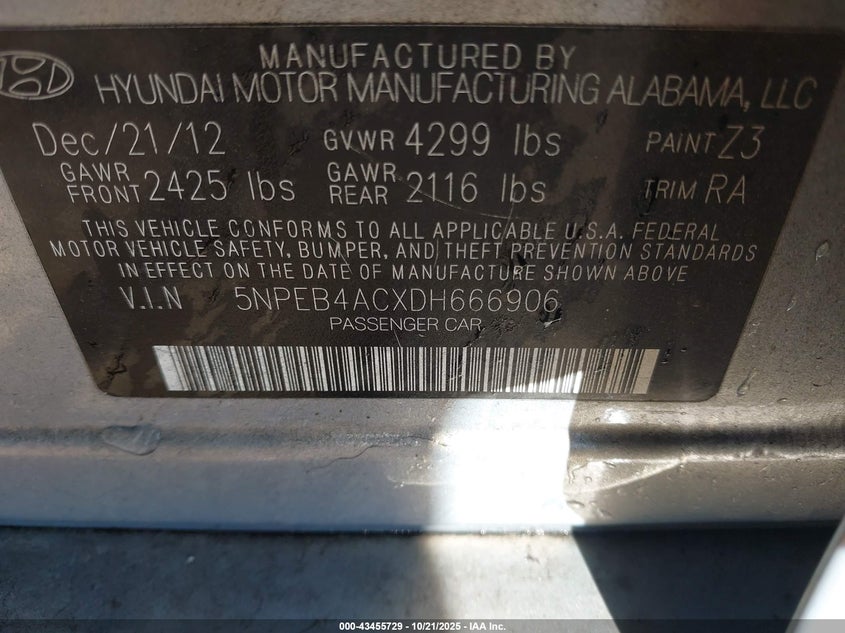 MANUFACTURED BY
HYUNDAI MOTOR MANUFACTURING ALABAMA, LLC
Dec/21/12 GVWR 4299 lbs PAINT Z3
GAWR FRONT 2425 lbs GAWR REAR 2116 lbs TRIM RA
THIS VEHICLE CONFORMS TO ALL APPLICABLE U.S.A. FEDERAL
MOTOR VEHICLE SAFETY, BUMPER, AND THEFT PREVENTION STANDARDS
IN EFFECT ON THE DATE OF MANUFACTURE SHOWN ABOVE
V.I.N 5NPEB4ACXDH666906
PASSENGER CAR
000-43455729 - 10/21/2025 - IAA Inc.